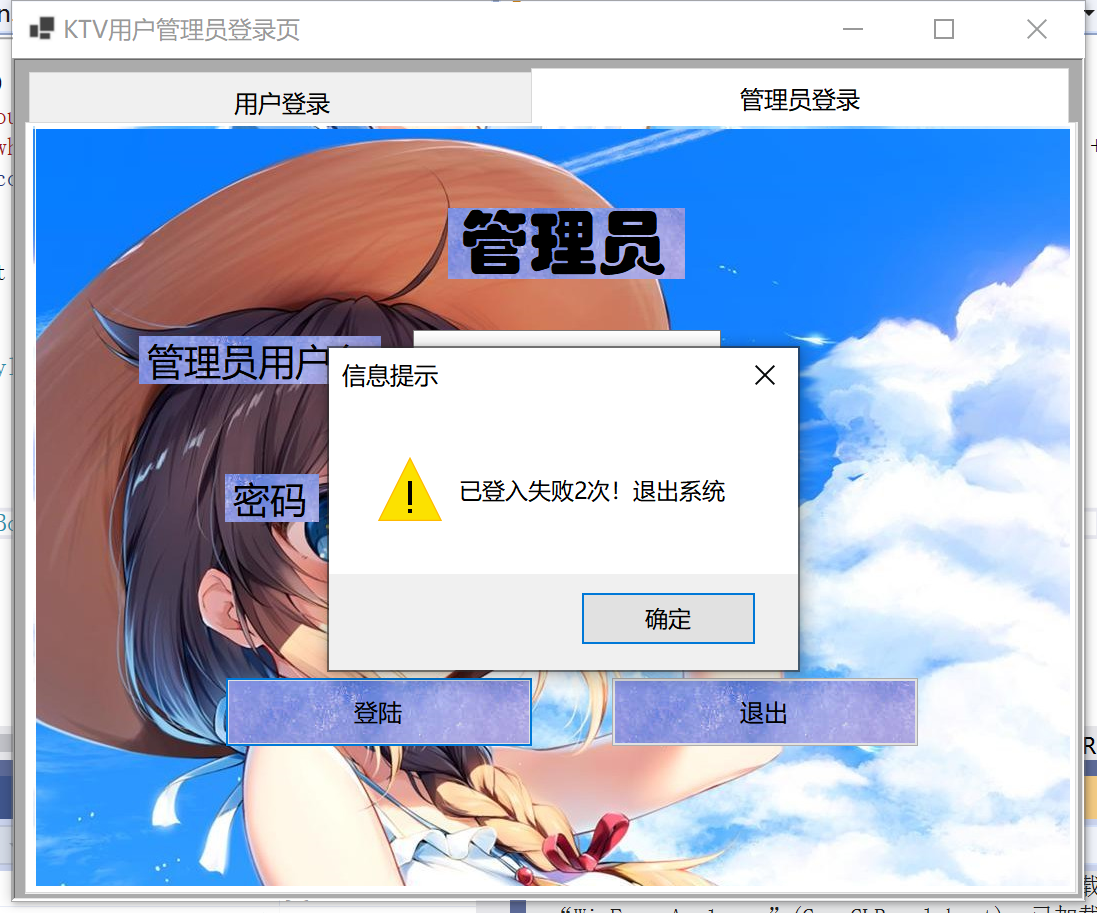 KTV用户管理员登录页
用户登录
管理员登录
管理员
管理员用户
信息提示
已登入失败2次！退出系统
密码
确定
登陆
退出